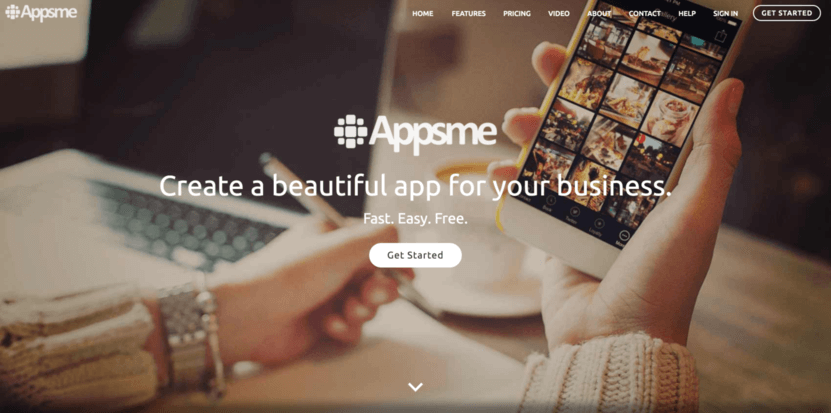 Appsme
HOME FEATURES PRICING VIDEO ABOUT CONTACT HELP SIGN IN GET STARTED
Appsme
Create a beautiful app for your business.
Fast. Easy. Free.
Get Started